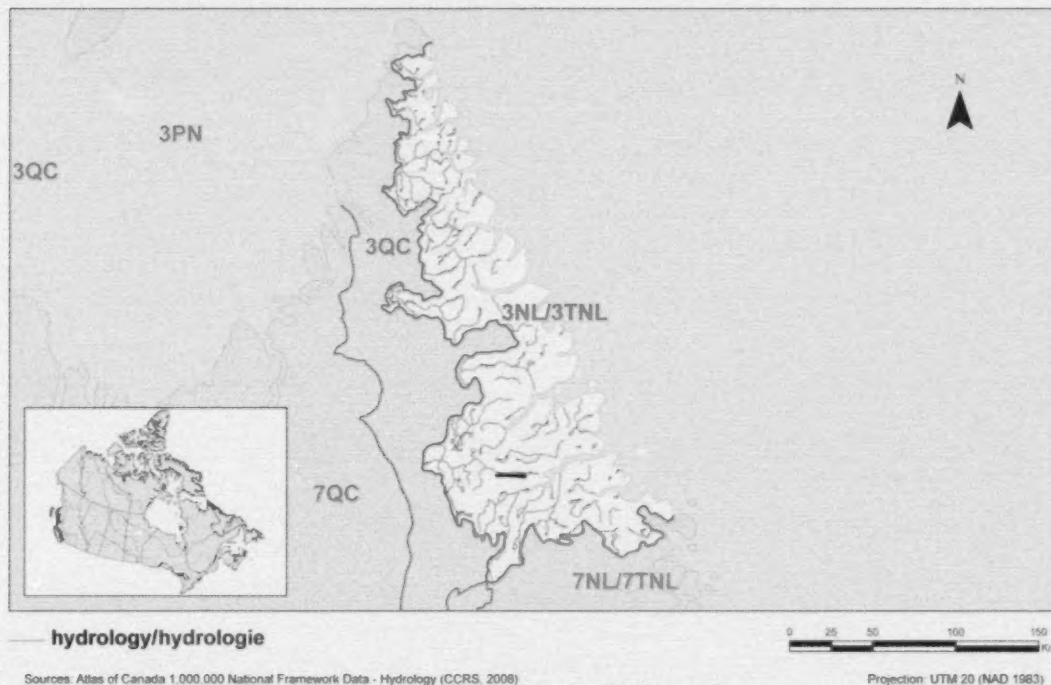 N
3PN
3QC
3QC
3NL/3TNL
7QC
7NL/7TNL
hydrology/hydrologie
0 25 50 100 150
Sources: Atlas of Canada 1:000 000 National Framework Data - Hydrology (CCRS, 2008)
Projection: UTM 20 (NAD 1983)